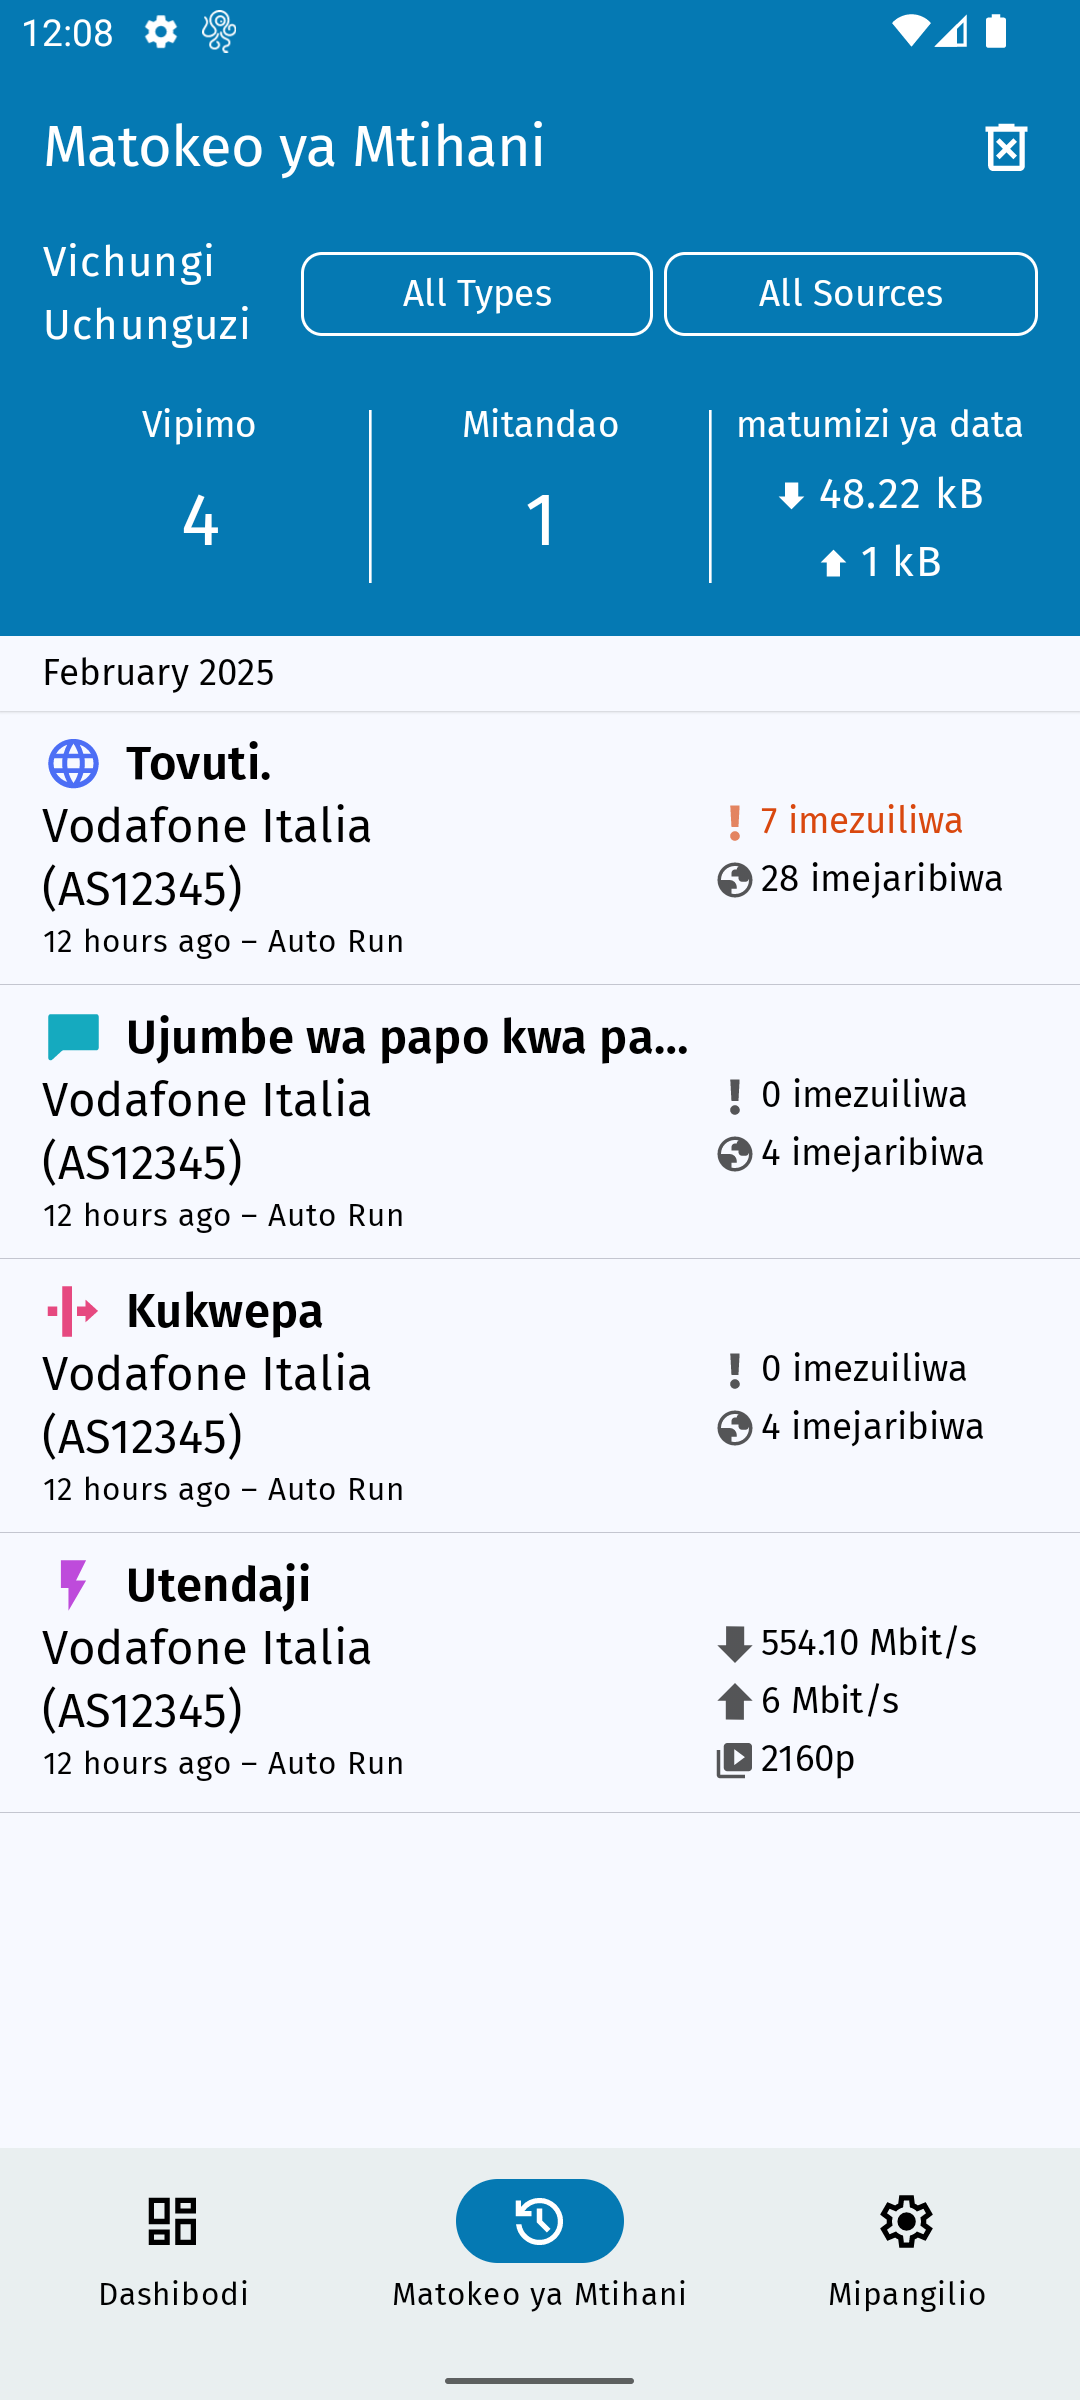 12:08
Matokeo ya Mtihani
Vichungi
Uchunguzi
All Types
All Sources
Vipimo
4
Mitandao
1
matumizi ya data
48.22 kB
1 kB
February 2025
Tovuti.
Vodafone Italia
(AS12345)
12 hours ago – Auto Run
7 imezuiliwa
28 imejaribiwa
Ujumbe wa papo kwa pa...
Vodafone Italia
(AS12345)
12 hours ago – Auto Run
0 imezuiliwa
4 imejaribiwa
Kukwepa
Vodafone Italia
(AS12345)
12 hours ago – Auto Run
0 imezuiliwa
4 imejaribiwa
Utendaji
Vodafone Italia
(AS12345)
12 hours ago – Auto Run
554.10 Mbit/s
6 Mbit/s
2160p
Dashibodi
Matokeo ya Mtihani
Mipangilio